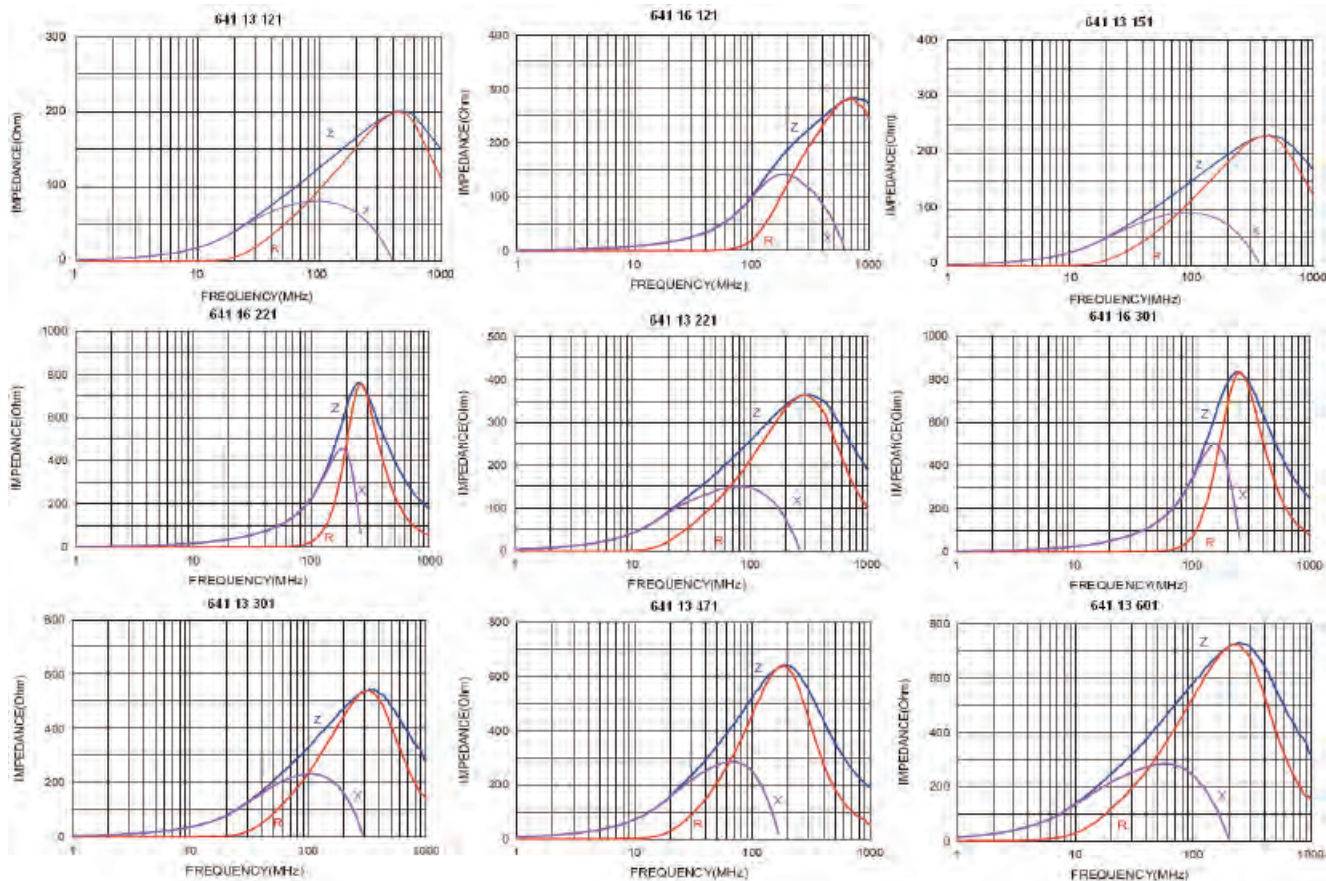 641 13 121
300
200
100
0
IMPEDANCE(Ohm)
Z
X
R
1
10
100
1000
FREQUENCY(MHz)
641 16 121
400
300
200
100
0
IMPEDANCE(Ohm)
Z
X
R
1
10
100
1000
FREQUENCY(MHz)
641 13 151
400
300
200
100
0
IMPEDANCE(Ohm)
Z
X
R
1
10
100
1000
FREQUENCY(MHz)
641 16 221
1000
800
600
400
200
0
IMPEDANCE(Ohm)
Z
X
R
1
10
100
1000
FREQUENCY(MHz)
641 13 221
500
400
300
200
100
0
IMPEDANCE(Ohm)
Z
X
R
1
10
100
1000
FREQUENCY(MHz)
641 16 301
1000
800
600
400
200
0
IMPEDANCE(Ohm)
Z
X
R
1
10
100
1000
FREQUENCY(MHz)
641 13 301
800
600
400
200
0
IMPEDANCE(Ohm)
Z
X
R
1
10
100
1000
FREQUENCY(MHz)
641 13 471
800
600
400
200
0
IMPEDANCE(Ohm)
Z
X
R
1
10
100
1000
FREQUENCY(MHz)
641 13 601
800
600
400
200
0
IMPEDANCE(Ohm)
Z
X
R
1
10
100
1000
FREQUENCY(MHz)